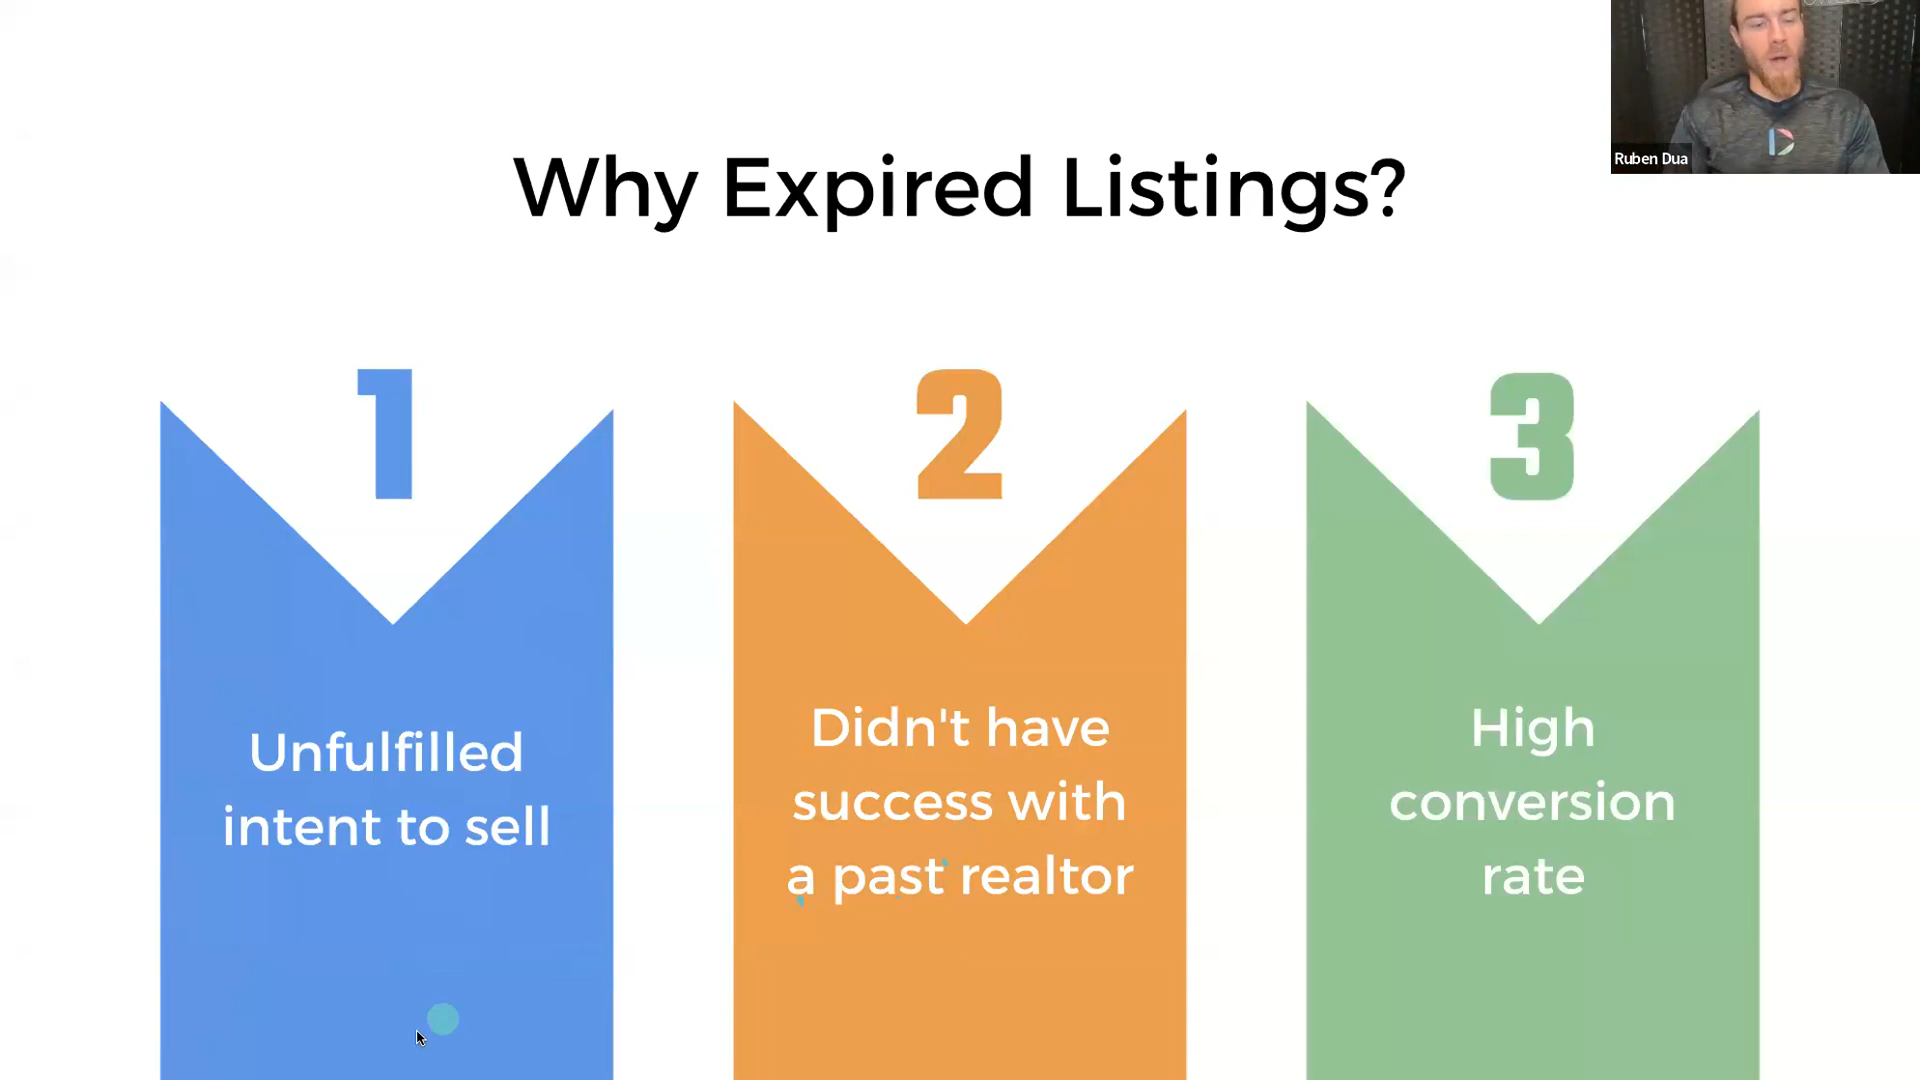 Why Expired Listings?
Ruben Dua
1
Unfulfilled
intent to sell
2
Didn't have
success with
a past realtor
3
High
conversion
rate